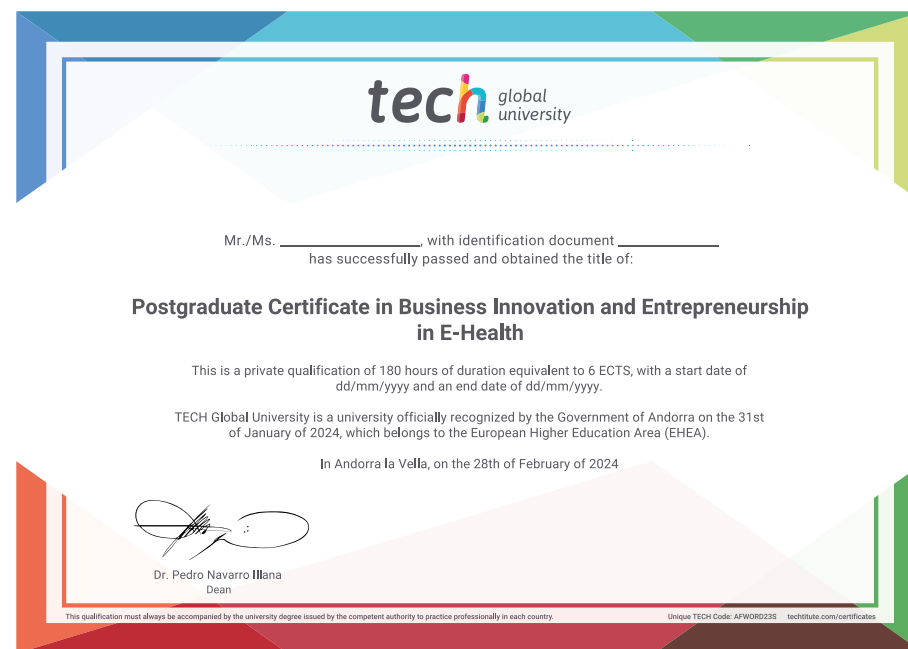 tech global
university
Mr./Ms. ____________________, with identification document ______________
has successfully passed and obtained the title of:
Postgraduate Certificate in Business Innovation and Entrepreneurship
in E-Health
This is a private qualification of 180 hours of duration equivalent to 6 ECTS, with a start date of
dd/mm/yyyy and an end date of dd/mm/yyyy.
TECH Global University is a university officially recognized by the Government of Andorra on the 31st
of January of 2024, which belongs to the European Higher Education Area (EHEA).
In Andorra la Vella, on the 28th of February of 2024
Dr. Pedro Navarro Illana
Dean
This qualification must always be accompanied by the university degree issued by the competent authority to practice professionally in each country.
Unique TECH Code: AFWORD23S techtitute.com/certificates